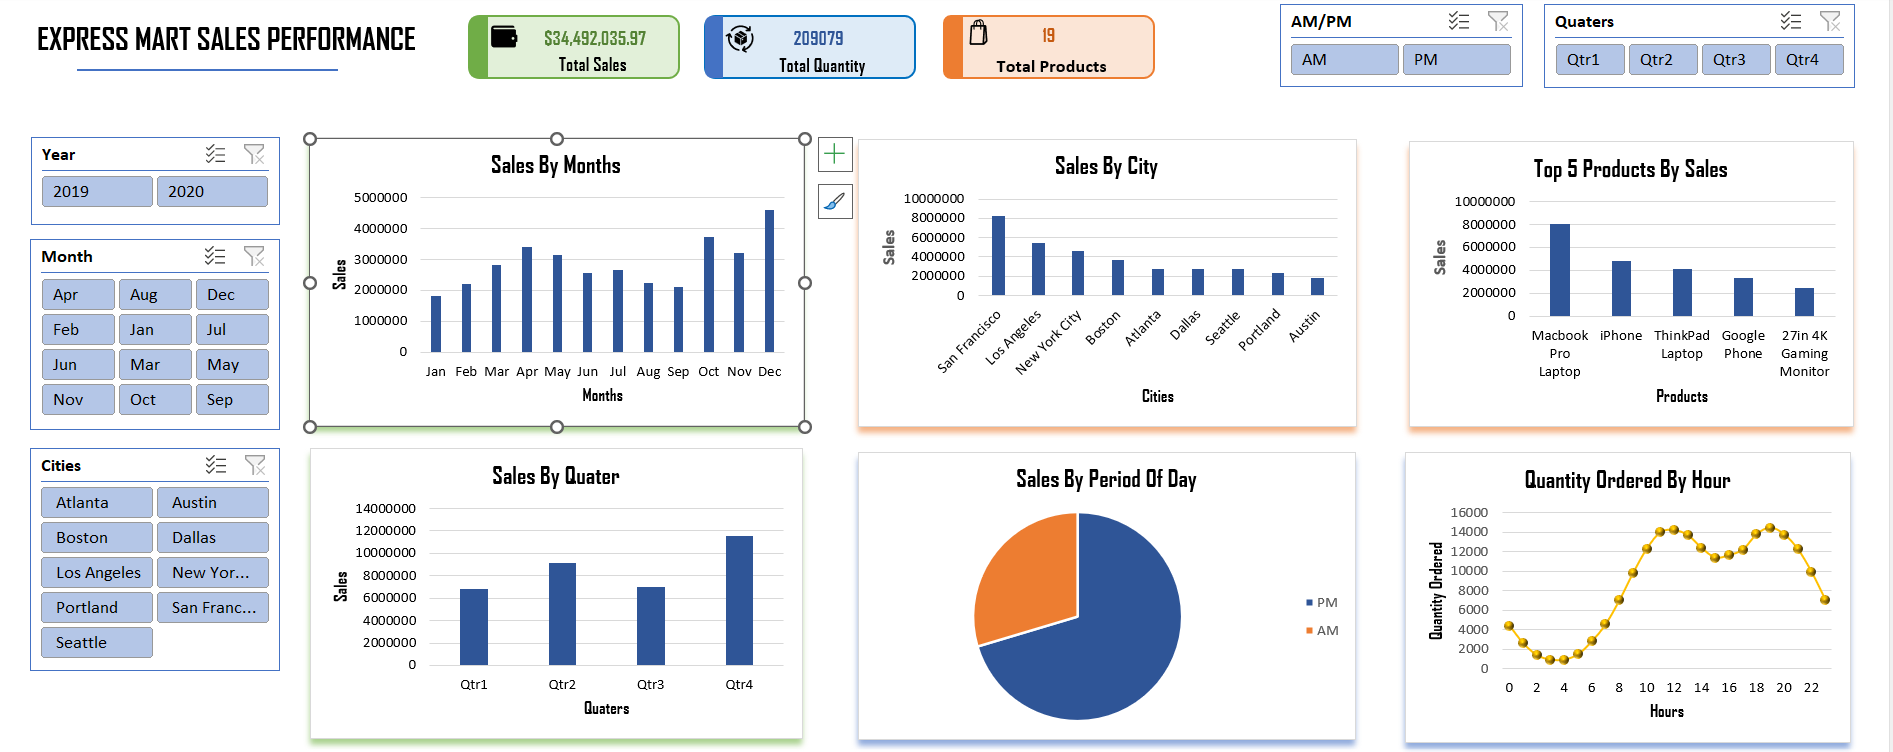 EXPRESS MART SALES PERFORMANCE
$34,492,035.97
Total Sales
209079
Total Quantity
19
Total Products
AM/PM
AM PM
Quaters
Qtr1 Qtr2 Qtr3 Qtr4
Year
2019 2020
Month
Apr Aug Dec
Feb Jan Jul
Jun Mar May
Nov Oct Sep
Cities
Atlanta Austin
Boston Dallas
Los Angeles New Yor...
Portland San Franc...
Seattle
Sales By Months
5000000
4000000
3000000
2000000
1000000
0
Sales
Jan Feb Mar Apr May Jun Jul Aug Sep Oct Nov Dec
Months
Sales By City
10000000
8000000
6000000
4000000
2000000
0
Sales
San Francisco
Los Angeles
New York City
Boston
Atlanta
Dallas
Seattle
Portland
Austin
Cities
Top 5 Products By Sales
10000000
8000000
6000000
4000000
2000000
0
Sales
Macbook
Pro
Laptop
iPhone
ThinkPad
Laptop
Google
Phone
27in 4K
Gaming
Monitor
Products
Sales By Quater
14000000
12000000
10000000
8000000
6000000
4000000
2000000
0
Sales
Qtr1 Qtr2 Qtr3 Qtr4
Quaters
Sales By Period Of Day
PM
AM
Quantity Ordered By Hour
16000
14000
12000
10000
8000
6000
4000
2000
0
Quantity Ordered
0 2 4 6 8 10 12 14 16 18 20 22
Hours